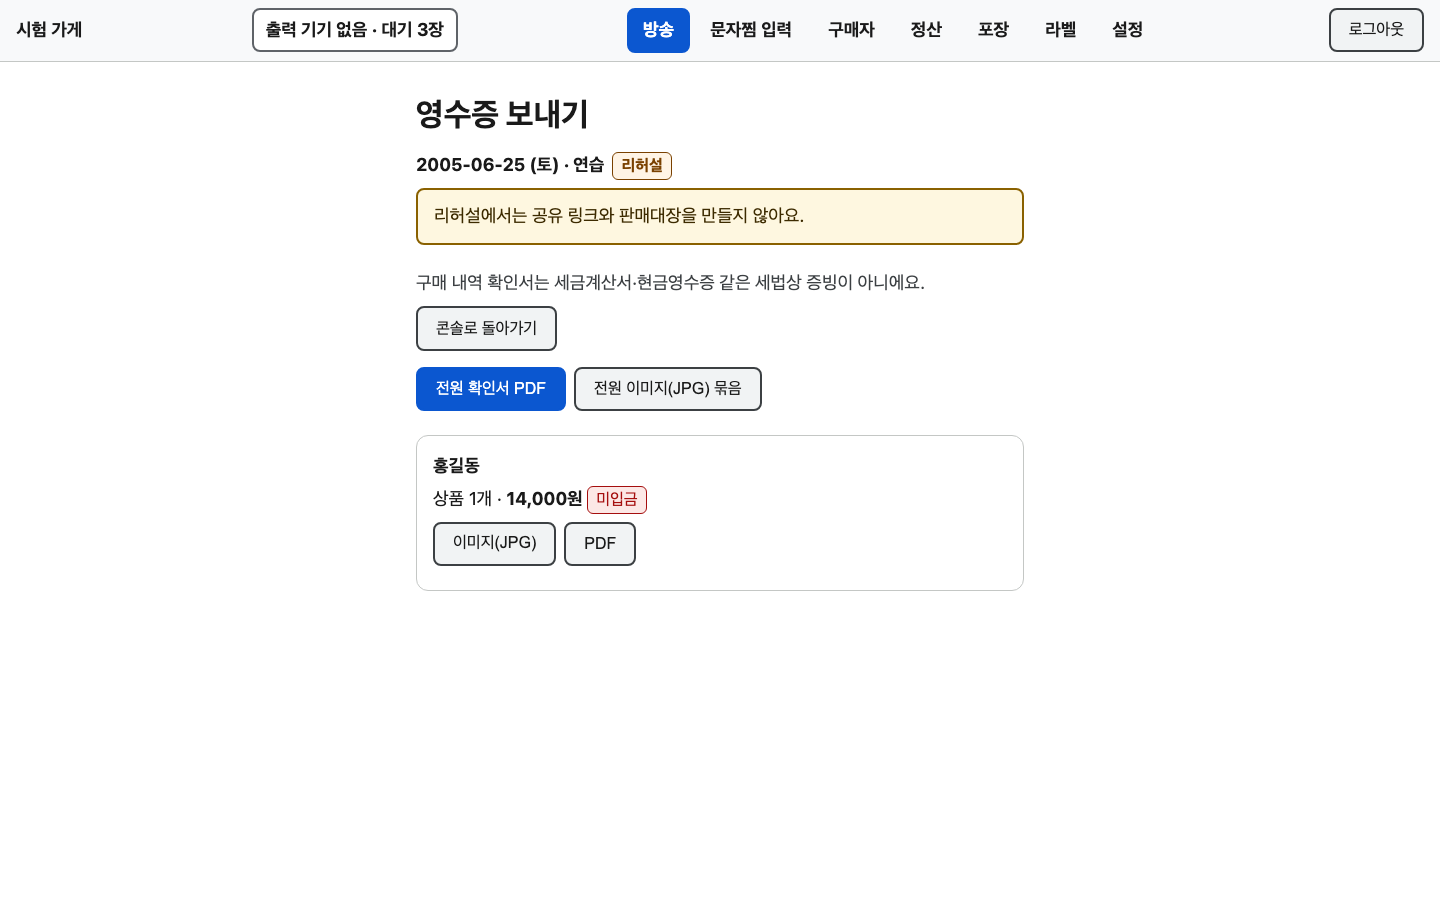 시험 가게
출력 기기 없음 · 대기 3장
방송
문자찜 입력
구매자
정산
포장
라벨
설정
로그아웃
영수증 보내기
2005-06-25 (토) · 연습 리허설
리허설에서는 공유 링크와 판매대장을 만들지 않아요.
구매 내역 확인서는 세금계산서·현금영수증 같은 세법상 증빙이 아니에요.
콘솔로 돌아가기
전원 확인서 PDF
전원 이미지(JPG) 묶음
홍길동
상품 1개 · 14,000원 미입금
이미지(JPG)
PDF